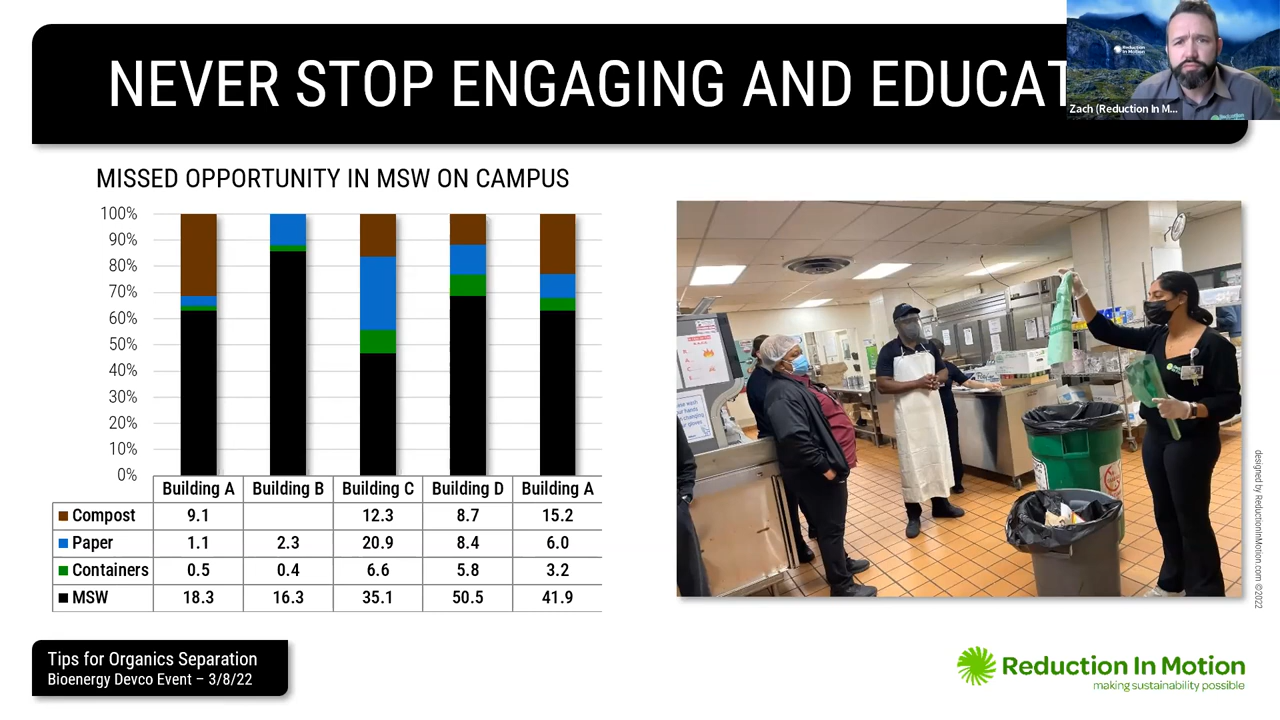 NEVER STOP ENGAGING AND EDUCAT
Reduction
In Motion
Zach (Reduction In M...
MISSED OPPORTUNITY IN MSW ON CAMPUS
100%
90%
80%
70%
60%
50%
40%
30%
20%
10%
0%
Building A Building B Building C Building D Building A
Compost 9.1 12.3 8.7 15.2
Paper 1.1 2.3 20.9 8.4 6.0
Containers 0.5 0.4 6.6 5.8 3.2
MSW 18.3 16.3 35.1 50.5 41.9
designed by ReductionInMotion.com ©2022
Tips for Organics Separation
Bioenergy Devco Event – 3/8/22
Reduction In Motion
making sustainability possible